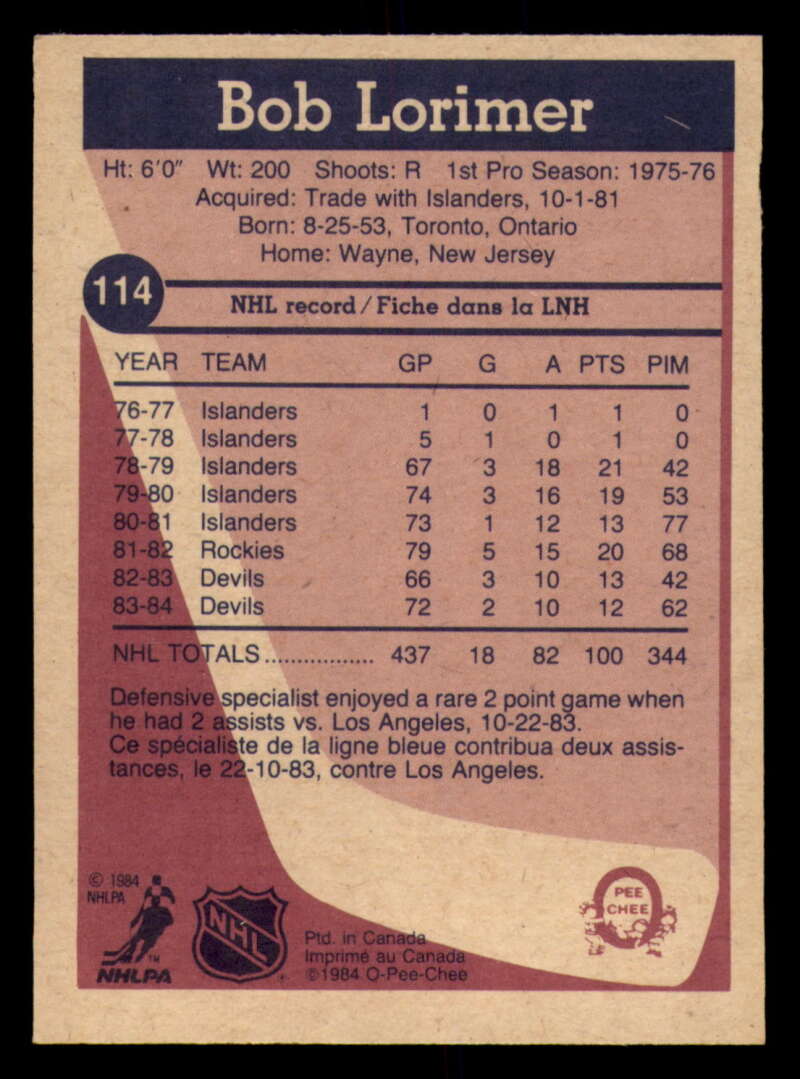 Bob Lorimer
Ht: 6'0" Wt: 200 Shoots: R 1st Pro Season: 1975-76
Acquired: Trade with Islanders, 10-1-81
Born: 8-25-53, Toronto, Ontario
Home: Wayne, New Jersey
114
NHL record/Fiche dans la LNH
YEAR TEAM GP G A PTS PIM
76-77 Islanders 1 0 1 1 0
77-78 Islanders 5 1 0 1 0
78-79 Islanders 67 3 18 21 42
79-80 Islanders 74 3 16 19 53
80-81 Islanders 73 1 12 13 77
81-82 Rockies 79 5 15 20 68
82-83 Devils 66 3 10 13 42
83-84 Devils 72 2 10 12 62
NHL TOTALS................. 437 18 82 100 344
Defensive specialist enjoyed a rare 2 point game when
he had 2 assists vs. Los Angeles, 10-22-83.
Ce spécialiste de la ligne bleue contribua deux assis-
tances, le 22-10-83, contre Los Angeles.
© 1984
NHLPA
TM
NHLPA
NHL
Ptd. in Canada
Imprimé au Canada
©1984 O-Pee-Chee
PEE
CHEE